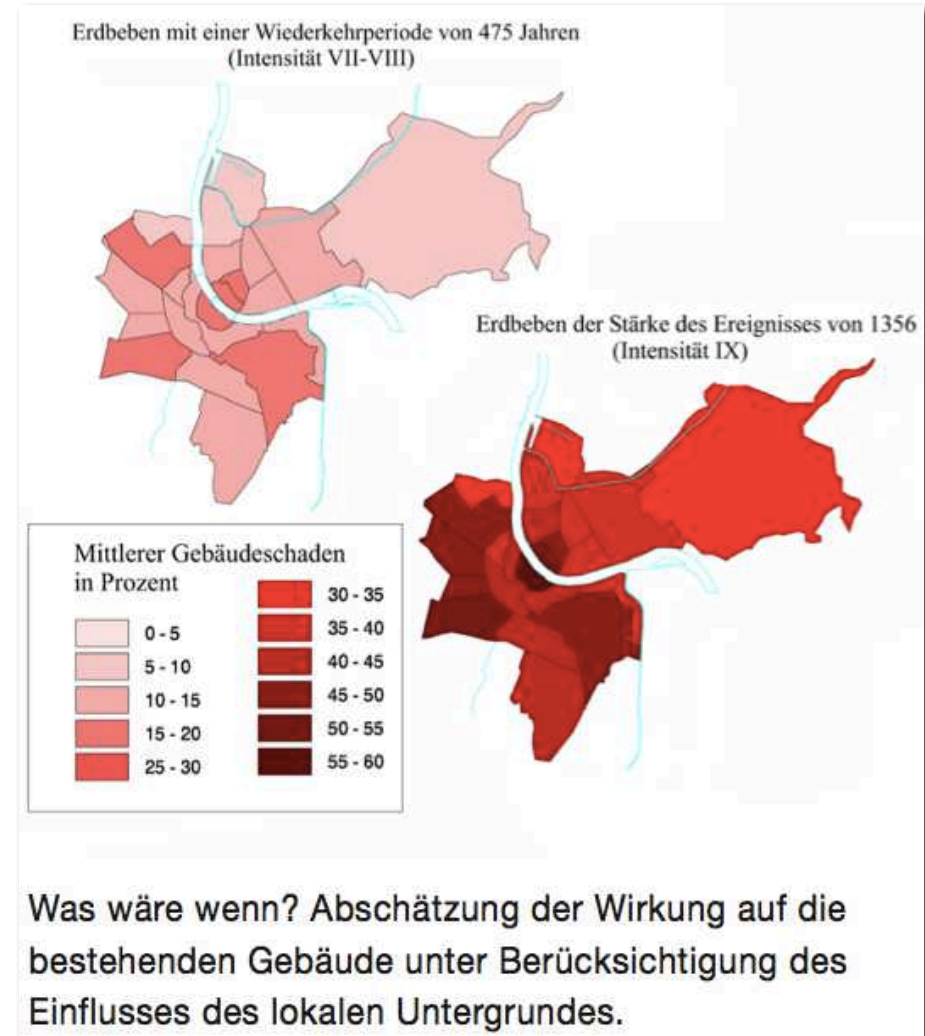 Erdbeben mit einer Wiederkehrperiode von 475 Jahren
(Intensität VII-VIII)
Erdbeben der Stärke des Ereignisses von 1356
(Intensität IX)
Mittlerer Gebäudeschaden
in Prozent
0 - 5
5 - 10
10 - 15
15 - 20
25 - 30
30 - 35
35 - 40
40 - 45
45 - 50
50 - 55
55 - 60
Was wäre wenn? Abschätzung der Wirkung auf die
bestehenden Gebäude unter Berücksichtigung des
Einflusses des lokalen Untergrundes.